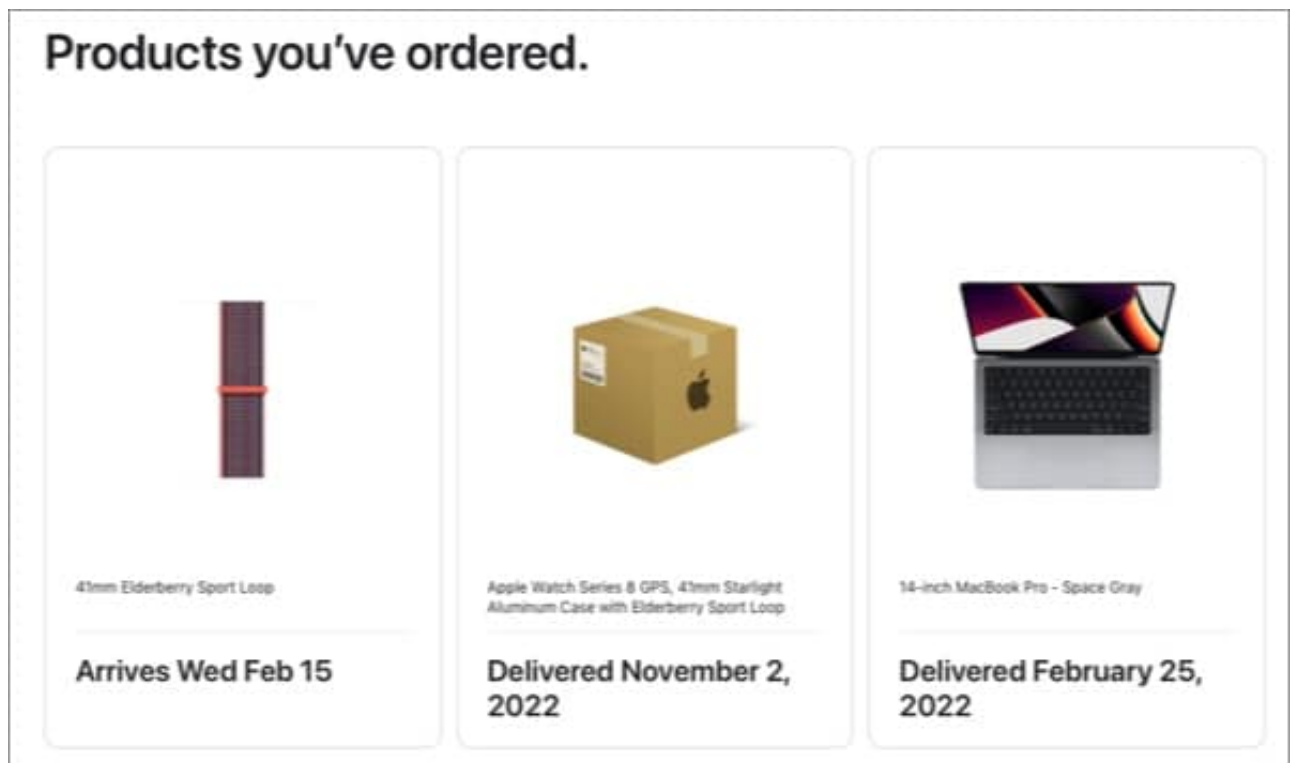 Products you've ordered.
41mm Elderberry Sport Loop
Arrives Wed Feb 15
Apple Watch Series 8 GPS, 41mm Starlight
Aluminum Case with Elderberry Sport Loop
Delivered November 2,
2022
14-inch MacBook Pro - Space Gray
Delivered February 25,
2022